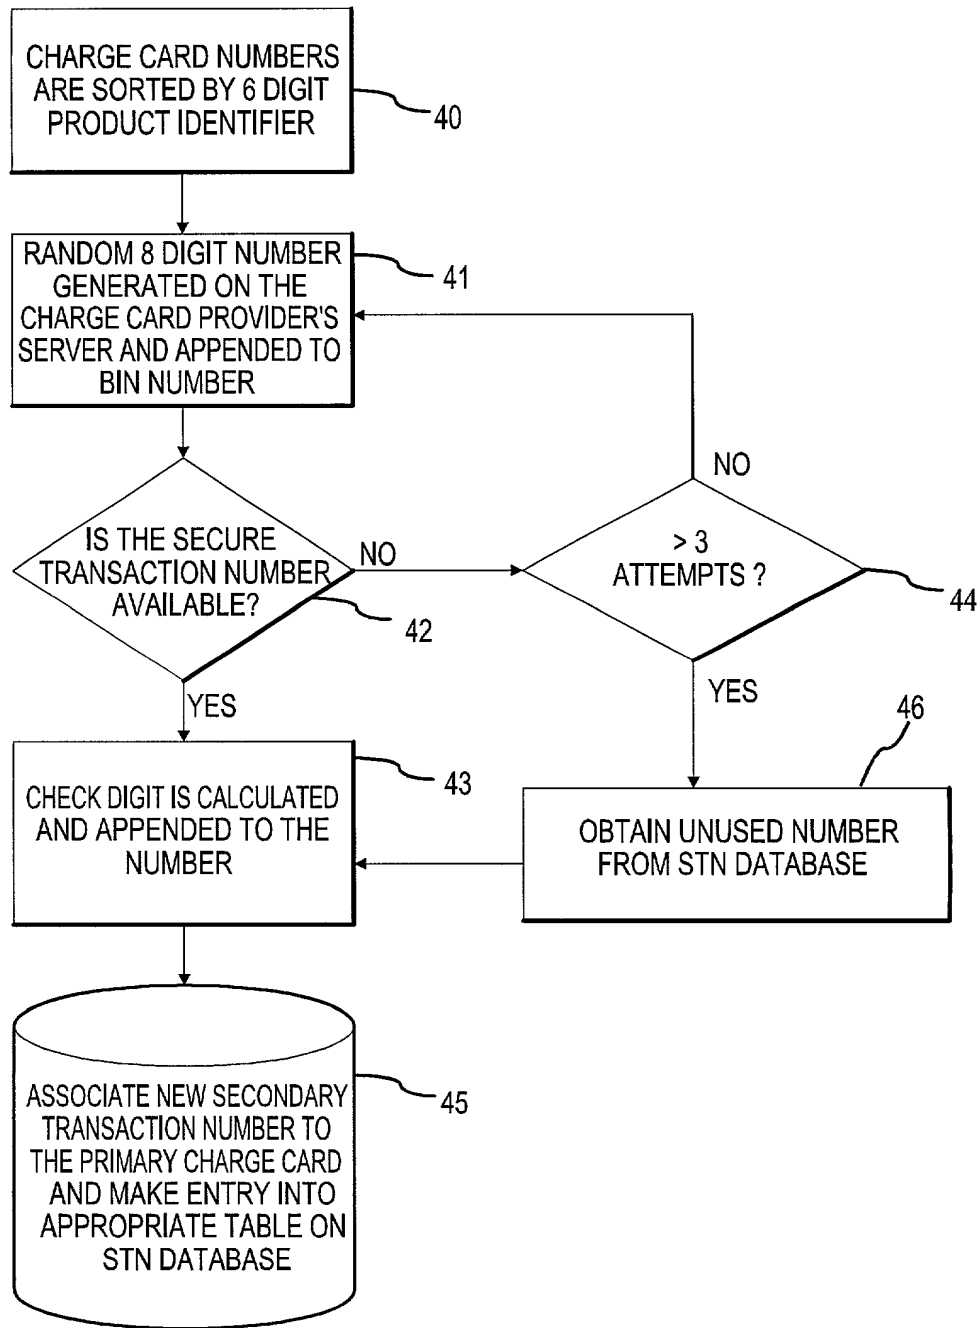 CHARGE CARD NUMBERS
ARE SORTED BY 6 DIGIT
PRODUCT IDENTIFIER
40
RANDOM 8 DIGIT NUMBER
GENERATED ON THE
CHARGE CARD PROVIDER'S
SERVER AND APPENDED TO
BIN NUMBER
41
IS THE SECURE
TRANSACTION NUMBER
AVAILABLE?
42
NO
YES
> 3
ATTEMPTS ?
44
NO
YES
46
OBTAIN UNUSED NUMBER
FROM STN DATABASE
CHECK DIGIT IS CALCULATED
AND APPENDED TO THE
NUMBER
43
ASSOCIATE NEW SECONDARY
TRANSACTION NUMBER TO
THE PRIMARY CHARGE CARD
AND MAKE ENTRY INTO
APPROPRIATE TABLE ON
STN DATABASE
45